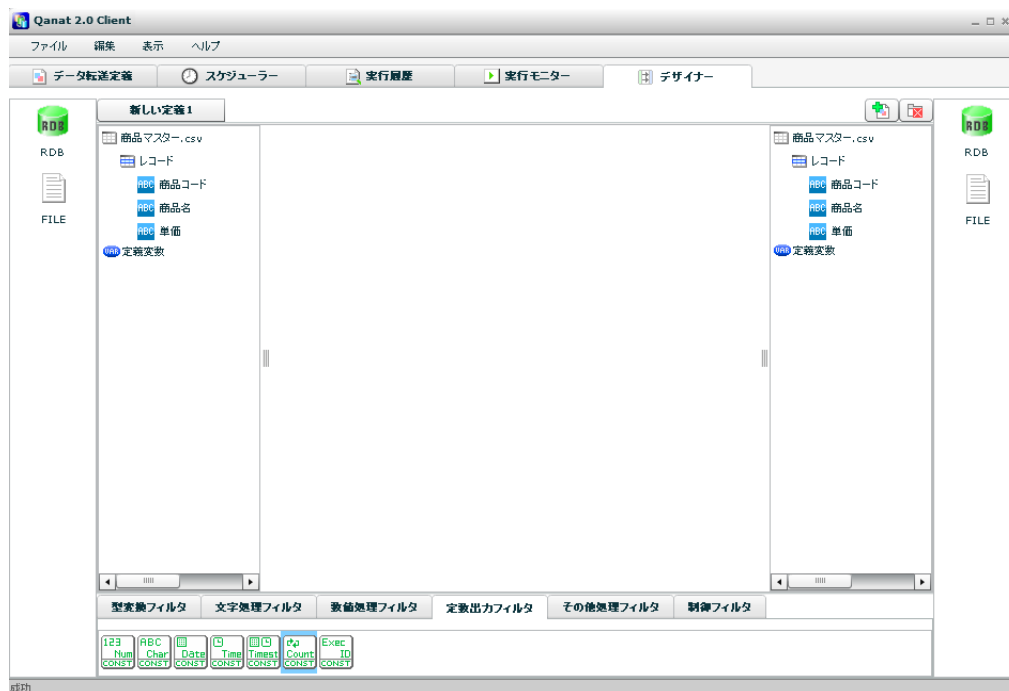 Qanat 2.0 Client
ファイル 編集 表示 ヘルプ
データ転送定義 スケジューラー 実行履歴 実行モニター デザイナー
新しい定義1
RDB
RDB
FILE
商品マスター.csv
レコード
ABC 商品コード
ABC 商品名
ABC 単価
VAR 定義変数
商品マスター.csv
レコード
ABC 商品コード
ABC 商品名
ABC 単価
VAR 定義変数
RDB
RDB
FILE
型変換フィルタ 文字処理フィルタ 数値処理フィルタ 定数出力フィルタ その他処理フィルタ 制御フィルタ
123 Num CONST
ABC Char CONST
Date CONST
Time CONST
Timest CONST
Count CONST
Exec ID CONST
成功